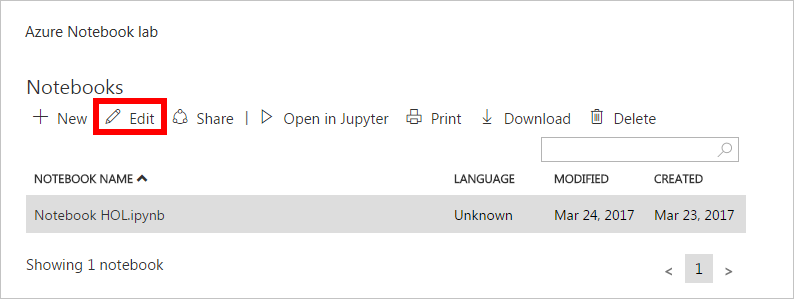 Azure Notebook lab
Notebooks
New Edit Share | Open in Jupyter Print Download Delete
NOTEBOOK NAME LANGUAGE MODIFIED CREATED
Notebook HOL.ipynb Unknown Mar 24, 2017 Mar 23, 2017
Showing 1 notebook < 1 >